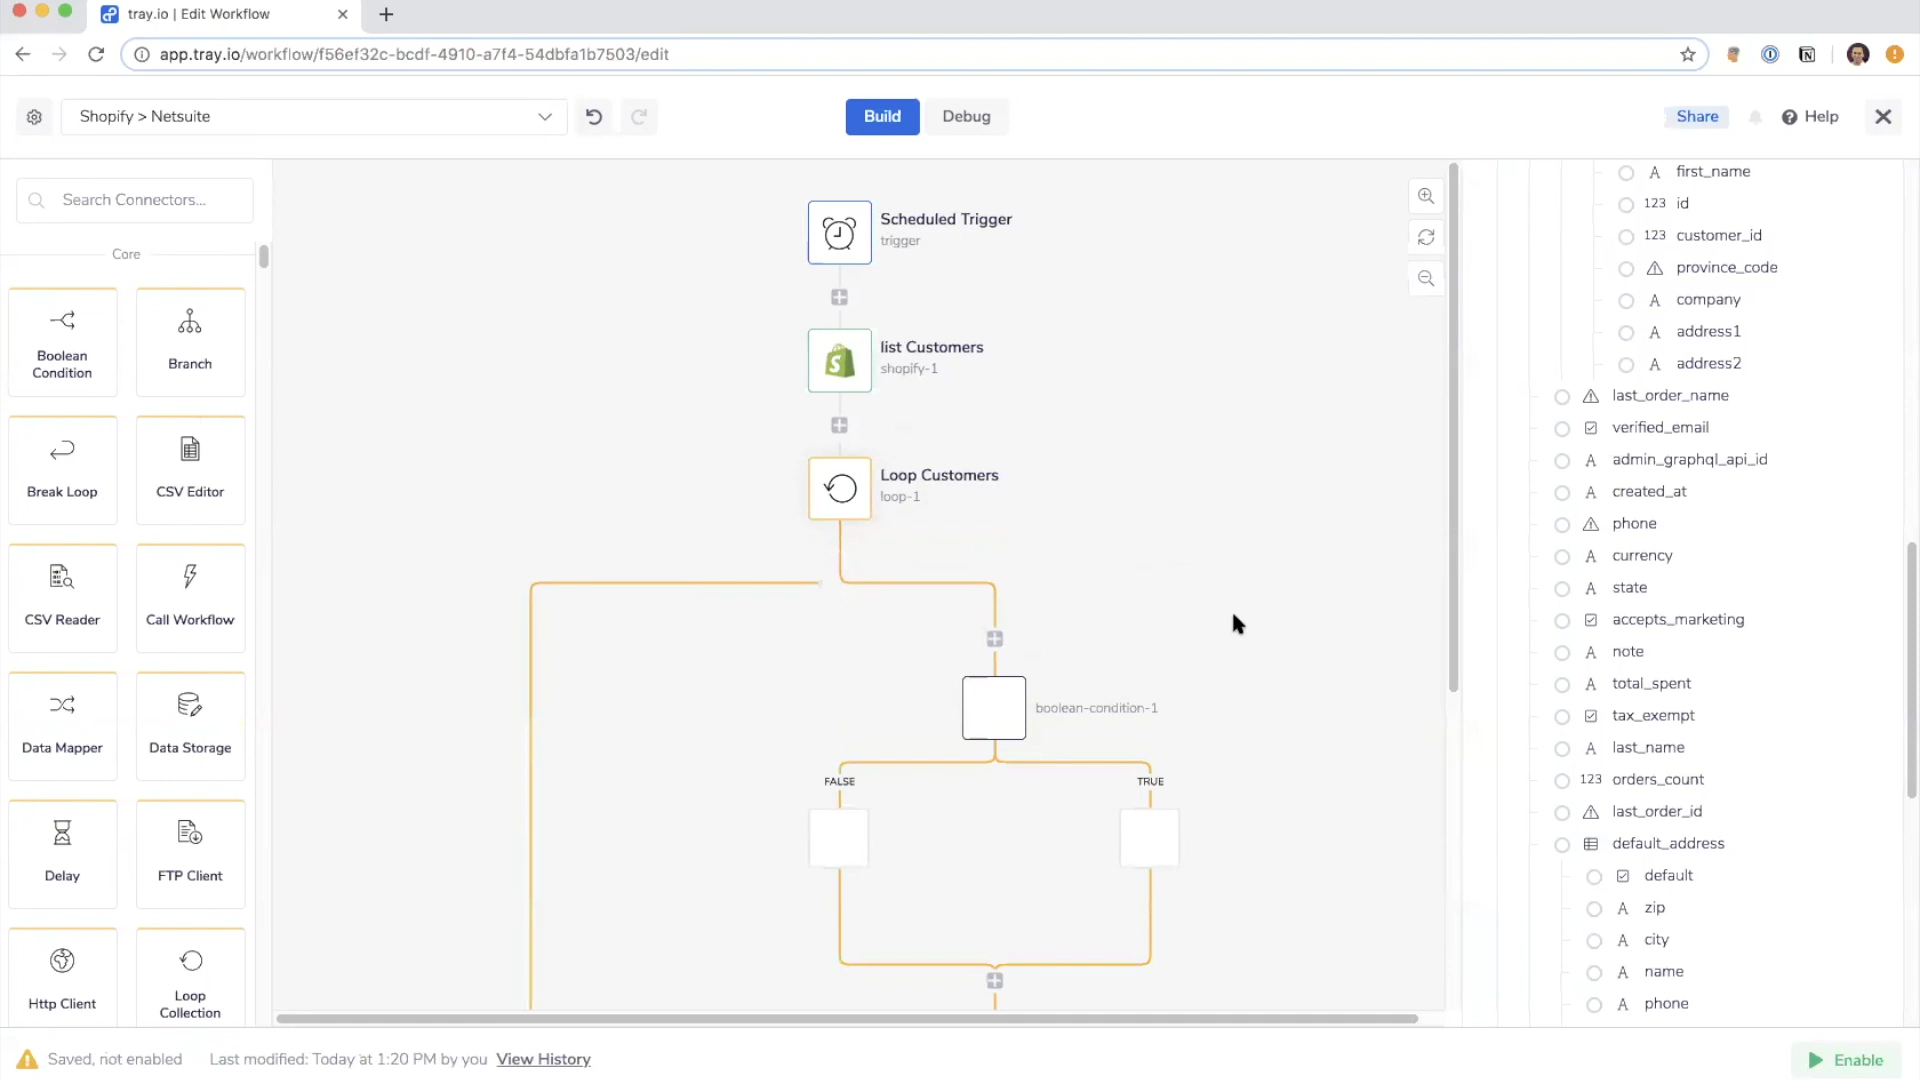 tray.io | Edit Workflow
app.tray.io/workflow/f56ef32c-bcdf-4910-a7f4-54dbfa1b7503/edit
Shopify > Netsuite
Build
Debug
Share
Help
Search Connectors...
Core
Boolean
Condition
Branch
Break Loop
CSV Editor
CSV Reader
Call Workflow
Data Mapper
Data Storage
Delay
FTP Client
Http Client
Loop
Collection
Scheduled Trigger
trigger
list Customers
shopify-1
Loop Customers
loop-1
boolean-condition-1
FALSE
TRUE
A first_name
123 id
123 customer_id
province_code
A company
A address1
A address2
last_order_name
verified_email
A admin_graphql_api_id
A created_at
phone
A currency
A state
accepts_marketing
A note
A total_spent
tax_exempt
A last_name
123 orders_count
last_order_id
default_address
default
A zip
A city
A name
A phone
Saved, not enabled
Last modified: Today at 1:20 PM by you View History
Enable